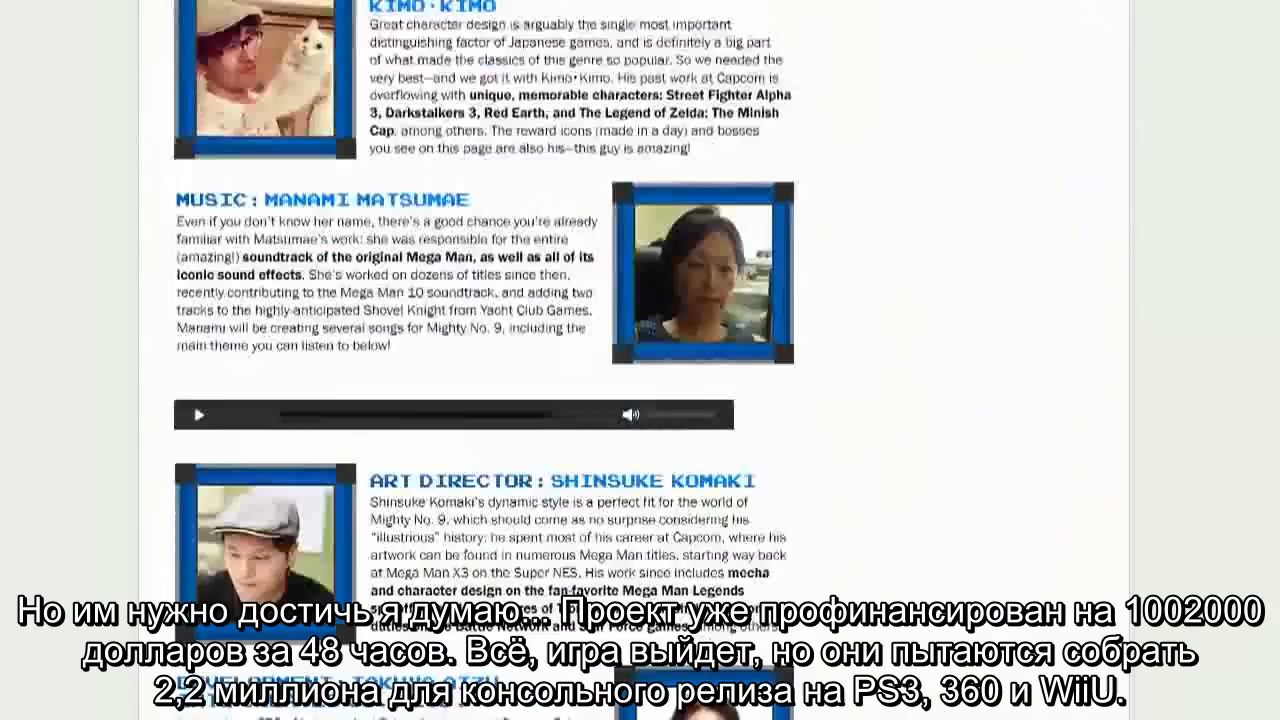 KIMO·KIMO
Great character design is arguably the single most important
distinguishing factor of Japanese games, and is definitely a big part
of what made the classics of this genre so popular. So we needed the
very best—and we got it with Kimo•Kimo. His past work at Capcom is
overflowing with unique, memorable characters: Street Fighter Alpha
3, Darkstalkers 3, Red Earth, and The Legend of Zelda: The Minish
Cap, among others. The reward icons (made in a day) and bosses
you see on this page are also his—this guy is amazing!
MUSIC: MANAMI MATSUMAE
Even if you don't know her name, there's a good chance you're already
familiar with Matsumae's work: she was responsible for the entire
(amazing!) soundtrack of the original Mega Man, as well as all of its
iconic sound effects. She's worked on dozens of titles since then,
recently contributing to the Mega Man 10 soundtrack, and adding two
tracks to the highly-anticipated Shovel Knight from Yacht Club Games.
Manami will be creating several songs for Mighty No. 9, including the
main theme you can listen to below!
ART DIRECTOR: SHINSUKE KOMAKI
Shinsuke Komaki's dynamic style is a perfect fit for the world of
Mighty No. 9, which should come as no surprise considering his
"illustrious" history: he spent most of his career at Capcom, where his
artwork can be found in numerous Mega Man titles, starting way back
at Mega Man X3 on the Super NES. His work since includes mecha
and character design on the fan-favorite Mega Man Legends
Но им нужно достичь я думаю... Проект уже профинансирован на 1002000
долларов за 48 часов. Всё, игра выйдет, но они пытаются собрать
2,2 миллиона для консольного релиза на PS3, 360 и WiiU.